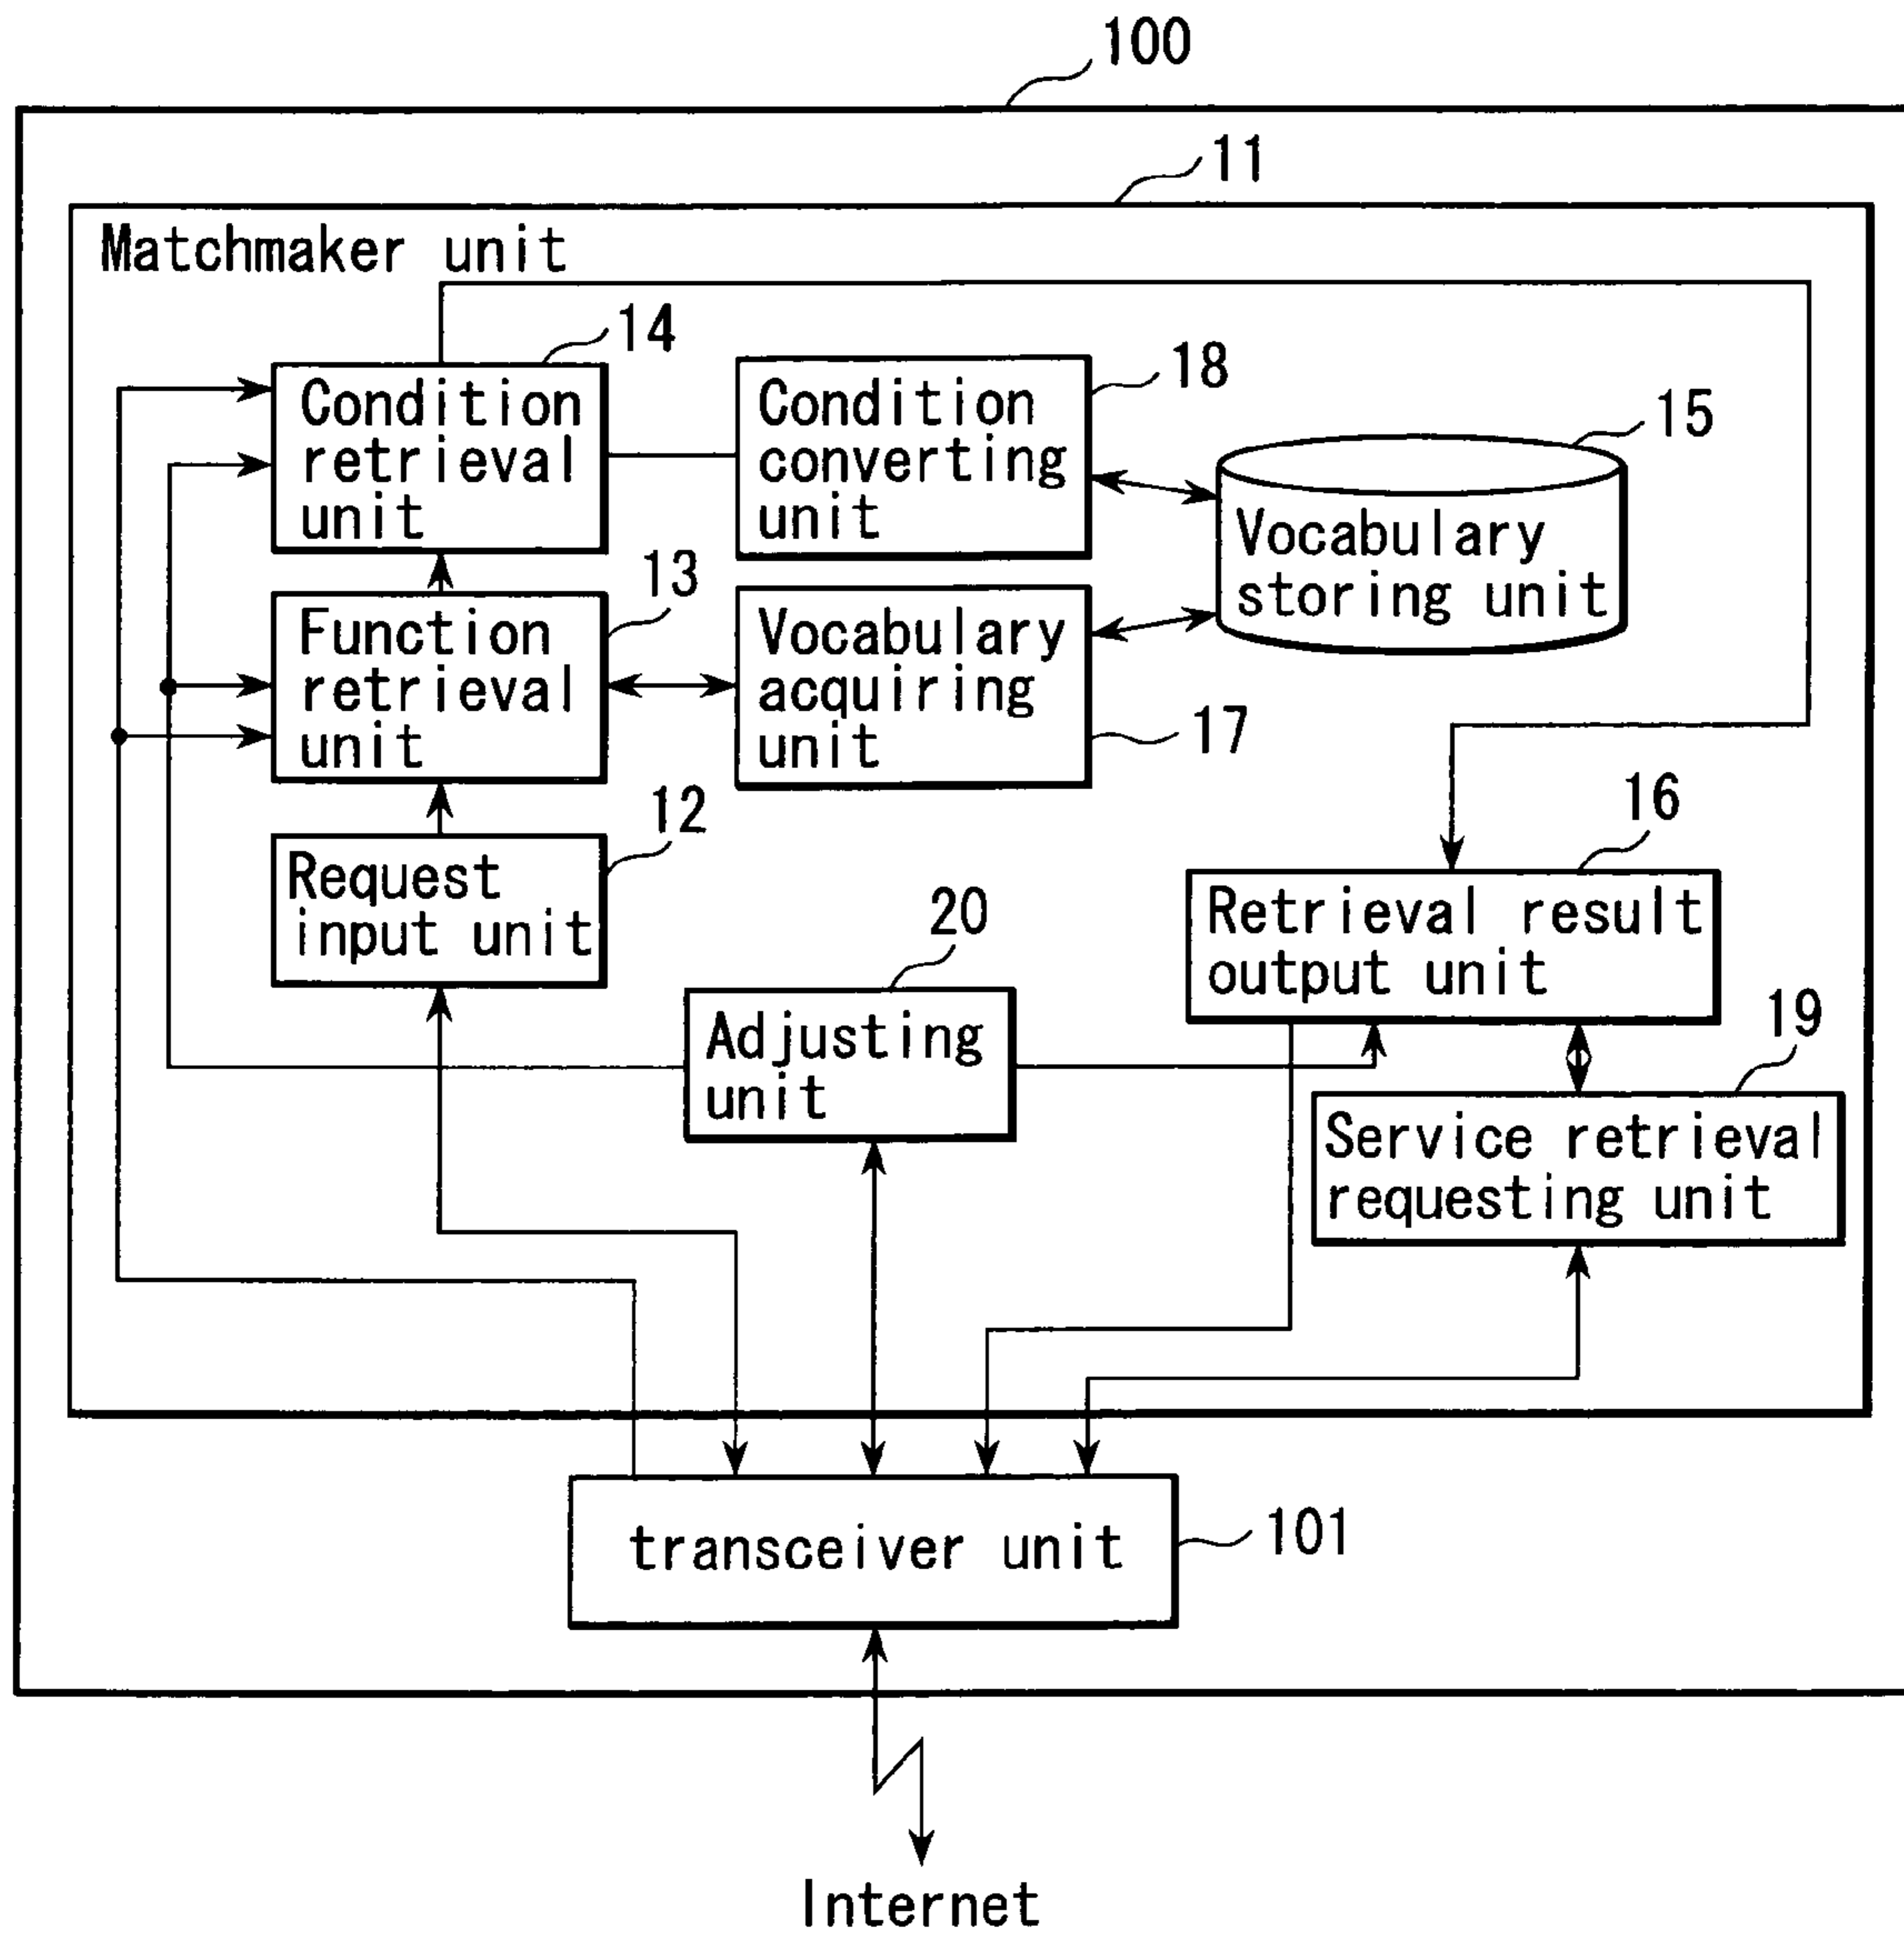 100
11
Matchmaker unit
14
Condition
retrieval
unit
18
Condition
converting
unit
15
Vocabulary
storing unit
13
Function
retrieval
unit
Vocabulary
acquiring
unit
17
12
Request
input unit
16
Retrieval result
output unit
20
Adjusting
unit
19
Service retrieval
requesting unit
transceiver unit
101
Internet